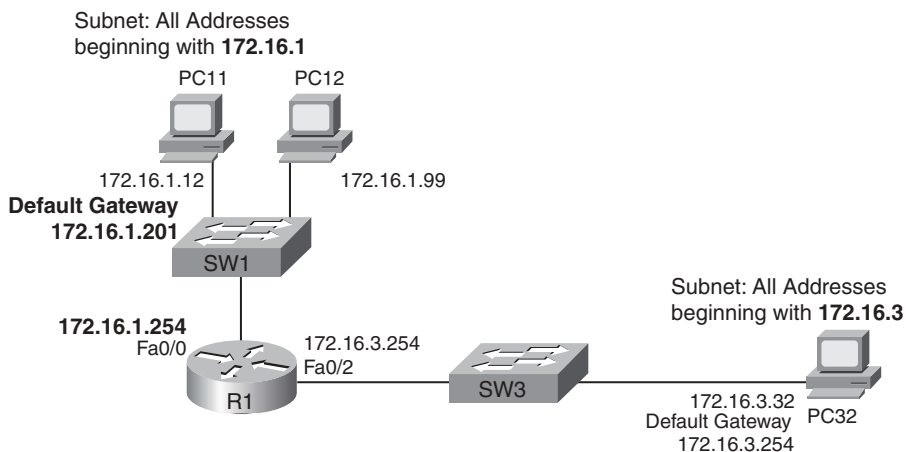 Subnet: All Addresses
beginning with 172.16.1
PC11
PC12
172.16.1.12
172.16.1.99
Default Gateway
172.16.1.201
SW1
172.16.1.254
Fa0/0
172.16.3.254
Fa0/2
R1
SW3
Subnet: All Addresses
beginning with 172.16.3
172.16.3.32
Default Gateway
172.16.3.254
PC32